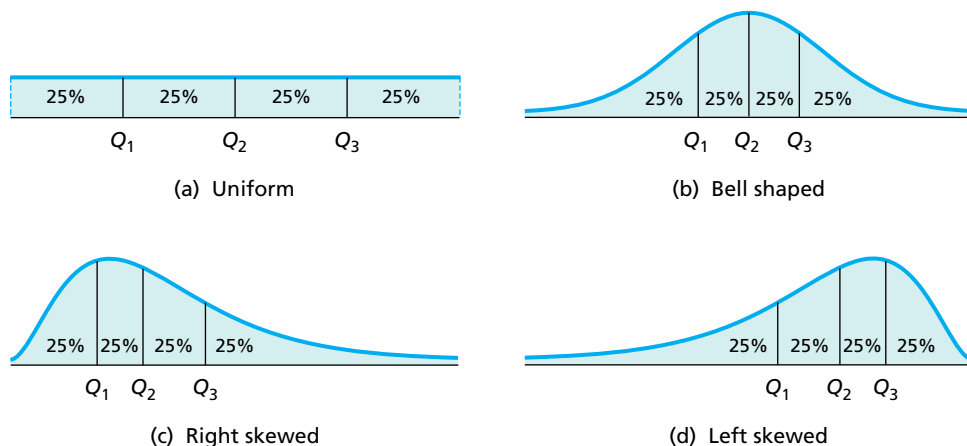 25% 25% 25% 25%
Q1 Q2 Q3
(a) Uniform
25% 25% 25% 25%
Q1 Q2 Q3
(b) Bell shaped
25% 25% 25% 25%
Q1 Q2 Q3
(c) Right skewed
25% 25% 25% 25%
Q1 Q2 Q3
(d) Left skewed